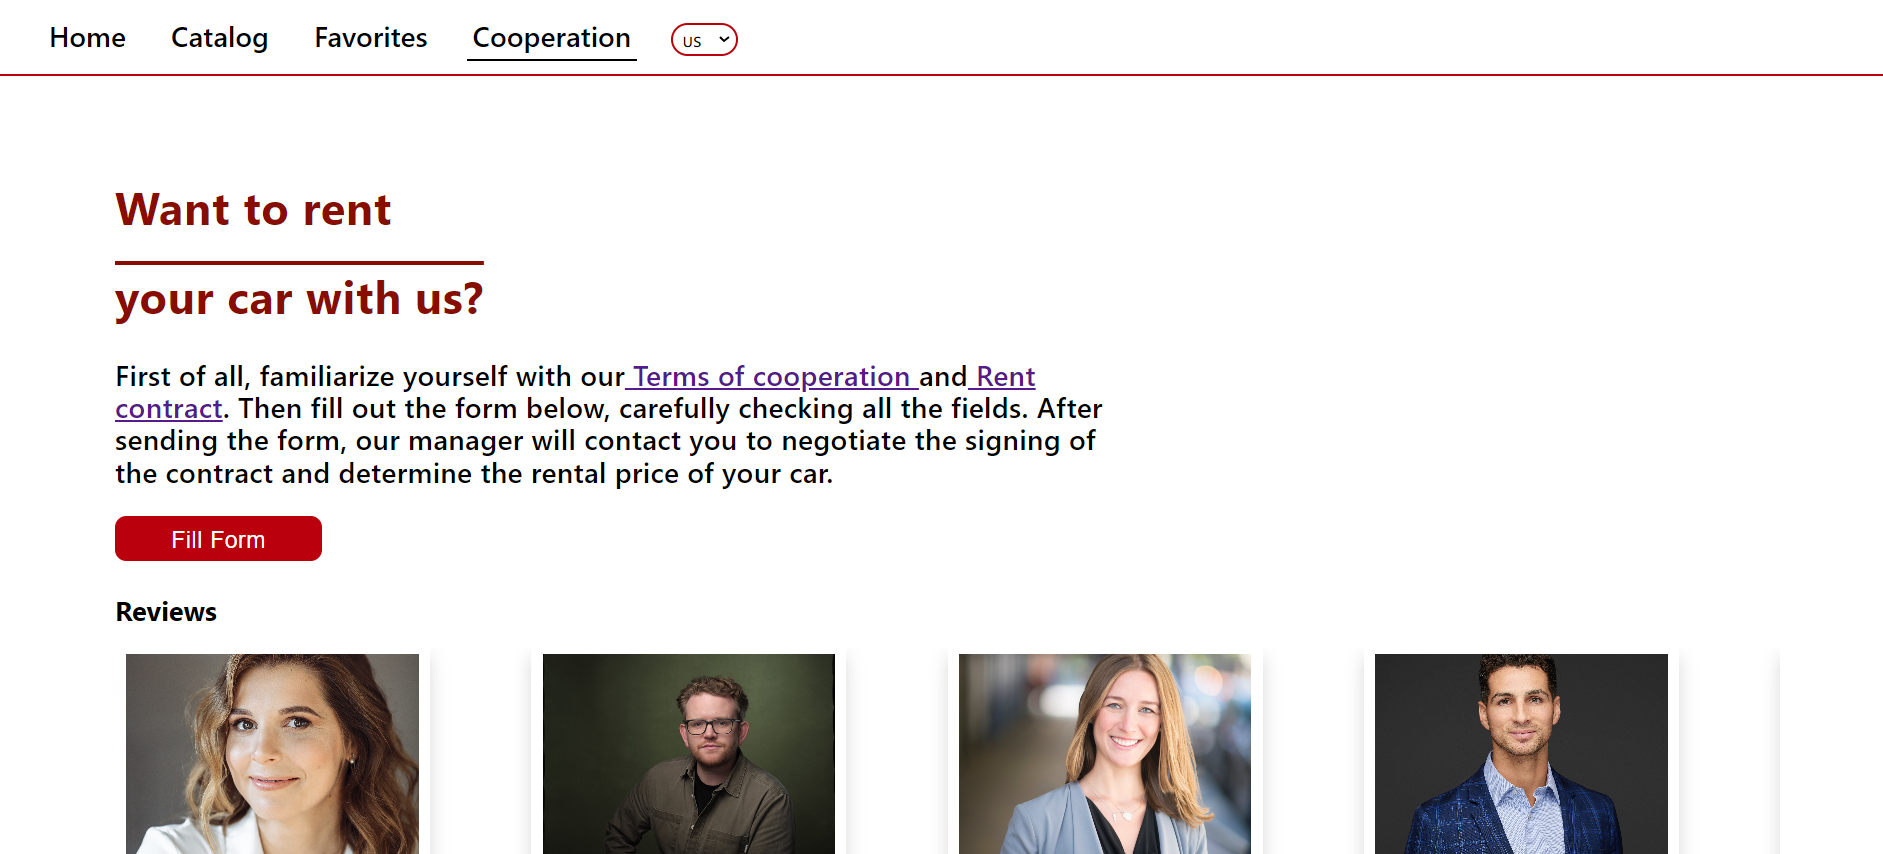 Home Catalog Favorites Cooperation US
Want to rent
your car with us?
First of all, familiarize yourself with our Terms of cooperation and Rent
contract. Then fill out the form below, carefully checking all the fields. After
sending the form, our manager will contact you to negotiate the signing of
the contract and determine the rental price of your car.
Fill Form
Reviews